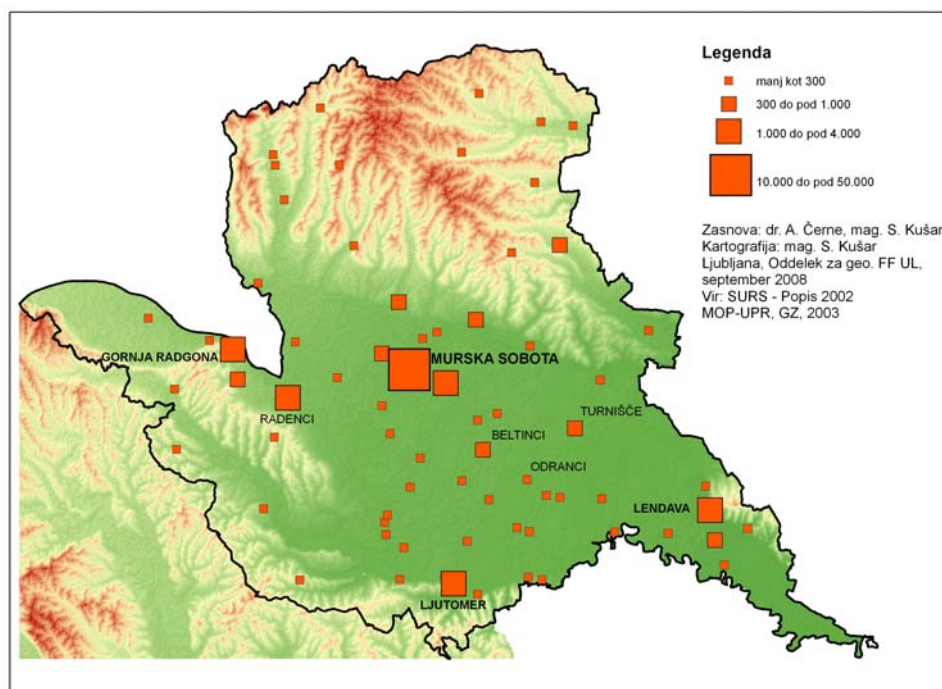 Legenda
manj kot 300
300 do pod 1.000
1.000 do pod 4.000
10.000 do pod 50.000
Zasnova: dr. A. Černe, mag. S. Kušar
Kartografija: mag. S. Kušar
Ljubljana, Oddelek za geo. FF UL,
september 2008
Vir: SURS - Popis 2002
MOP-UPR, GZ, 2003
GORNJA RADGONA
MURSKA SOBOTA
RADENCI
TURNIŠČE
BELTINCI
ODRANCI
LENDAVA
LJUTOMER